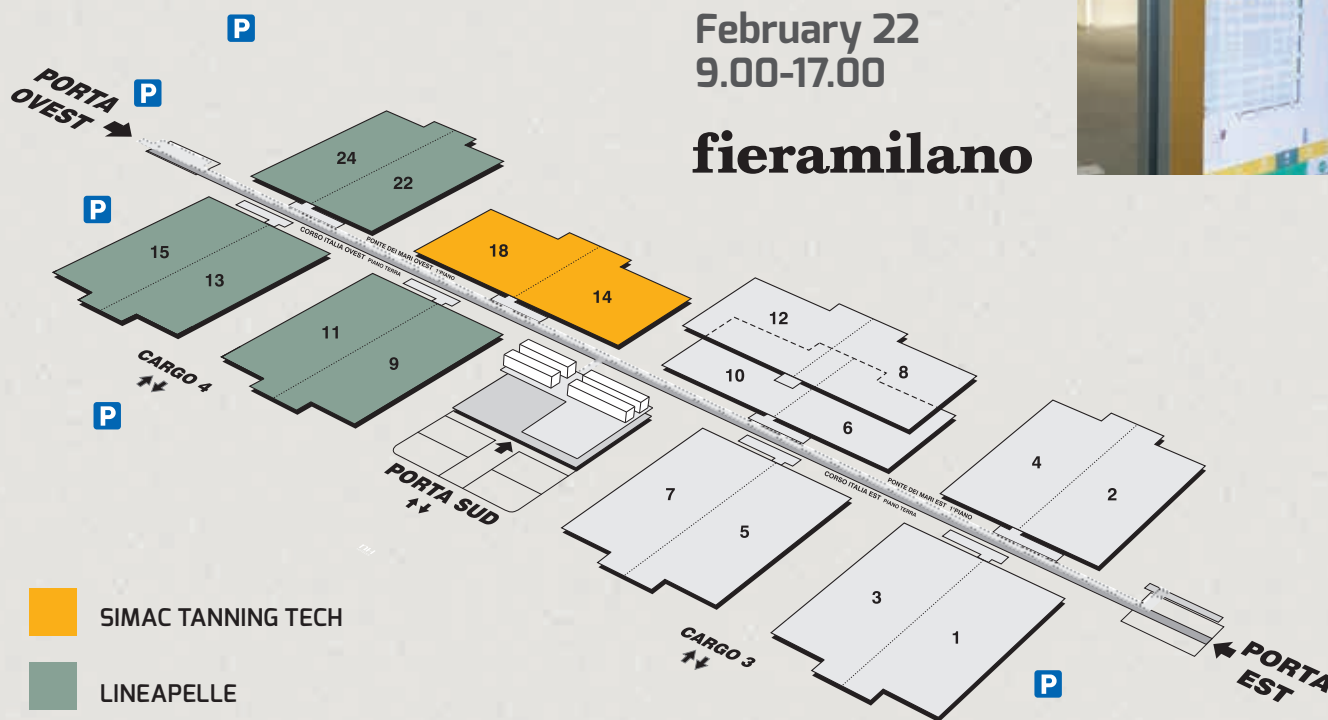 February 22
9.00-17.00
fieramilano
P
PORTA
OVEST
P
24
22
P
15
13
CORSO ITALIA OVEST PIANO TERRA
PONTE DEI MARI OVEST 1°PIANO
18
14
11
9
CARGO 4
P
12
8
10
6
PORTA SUD
7
5
CORSO ITALIA EST PIANO TERRA
PONTE DEI MARI EST 1°PIANO
4
2
3
1
CARGO 3
P
PORTA
EST
SIMAC TANNING TECH
LINEAPELLE